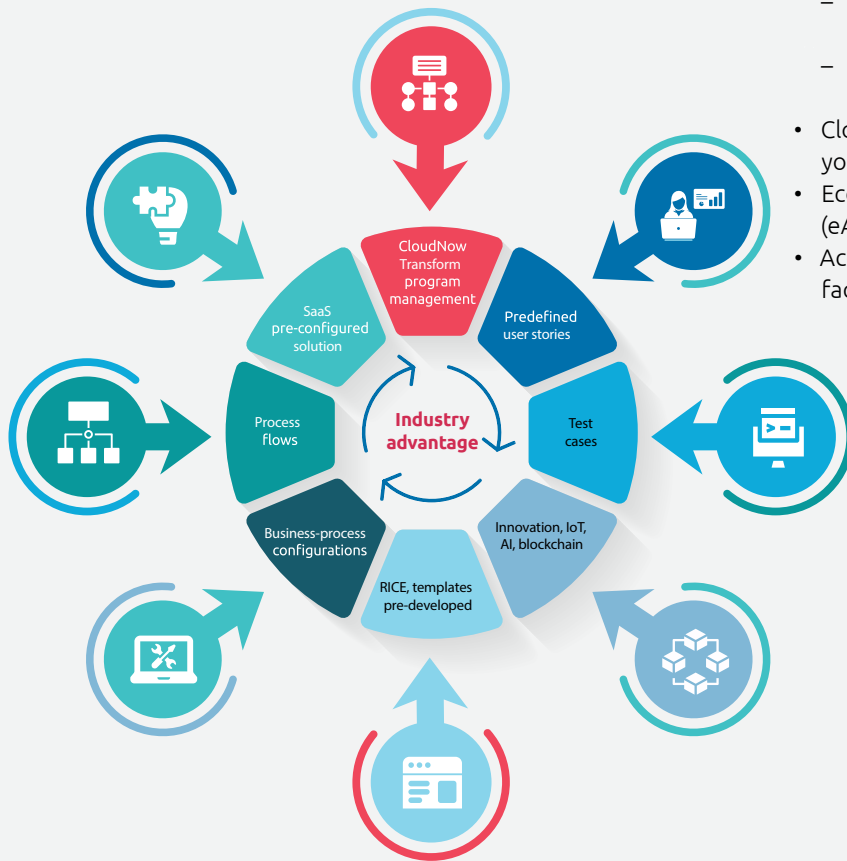 CloudNow
Transform
program
management
Predefined
user stories
Test
cases
Innovation, IoT,
AI, blockchain
RICE, templates
pre-developed
Business-process
configurations
Process
flows
SaaS
pre-configured
solution
Industry
advantage
–
–
•
•
•